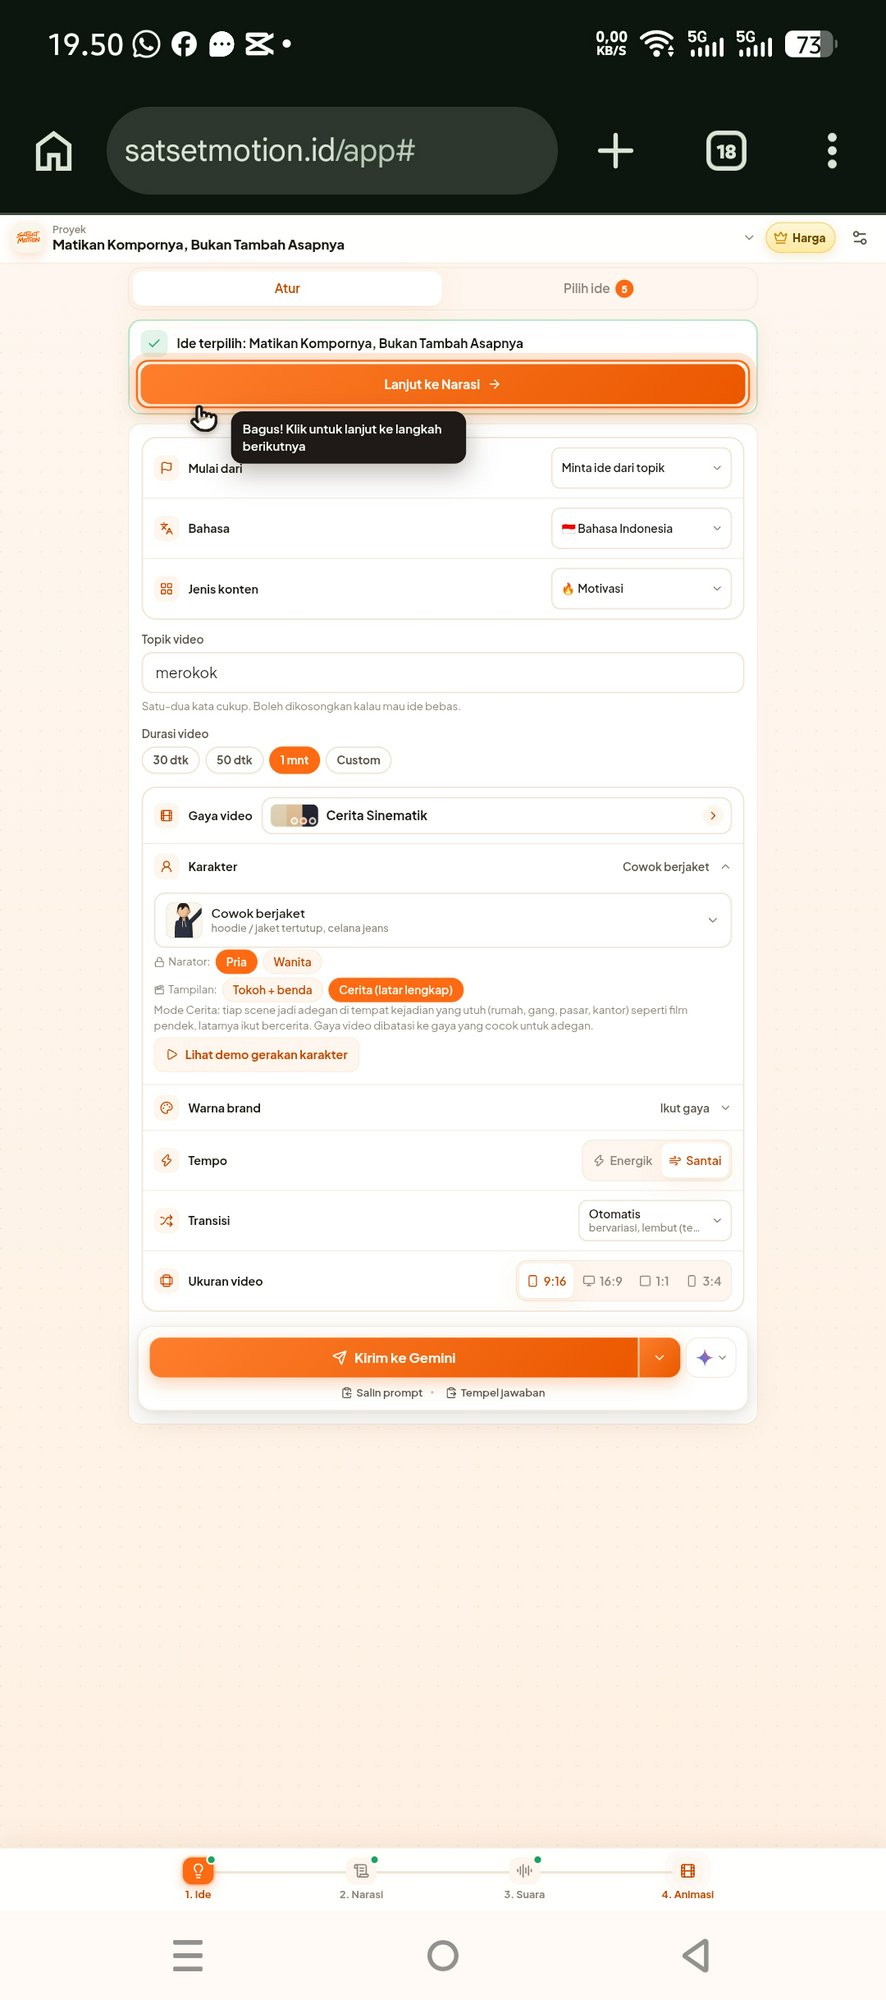 19.50
0,00
KB/S
5G
5G
73
satsetmotion.id/app#
18
SATSET
MOTION
Proyek
Matikan Kompornya, Bukan Tambah Asapnya
Harga
Atur
Pilih ide 5
Ide terpilih: Matikan Kompornya, Bukan Tambah Asapnya
Lanjut ke Narasi →
Bagus! Klik untuk lanjut ke langkah
berikutnya
Mulai dari
Minta ide dari topik
Bahasa
Bahasa Indonesia
Jenis konten
Motivasi
Topik video
merokok
Satu-dua kata cukup. Boleh dikosongkan kalau mau ide bebas.
Durasi video
30 dtk
50 dtk
1 mnt
Custom
Gaya video
Cerita Sinematik
Karakter
Cowok berjaket
Cowok berjaket
hoodie / jaket tertutup, celana jeans
Narator:
Pria
Wanita
Tampilan:
Tokoh + benda
Cerita (latar lengkap)
Mode Cerita: tiap scene jadi adegan di tempat kejadian yang utuh (rumah, gang, pasar, kantor) seperti film
pendek, latarnya ikut bercerita. Gaya video dibatasi ke gaya yang cocok untuk adegan.
Lihat demo gerakan karakter
Warna brand
Ikut gaya
Tempo
Energik
Santai
Transisi
Otomatis
bervariasi, lembut (te...
Ukuran video
9:16
16:9
1:1
3:4
Kirim ke Gemini
Salin prompt
Tempel jawaban
1. Ide
2. Narasi
3. Suara
4. Animasi